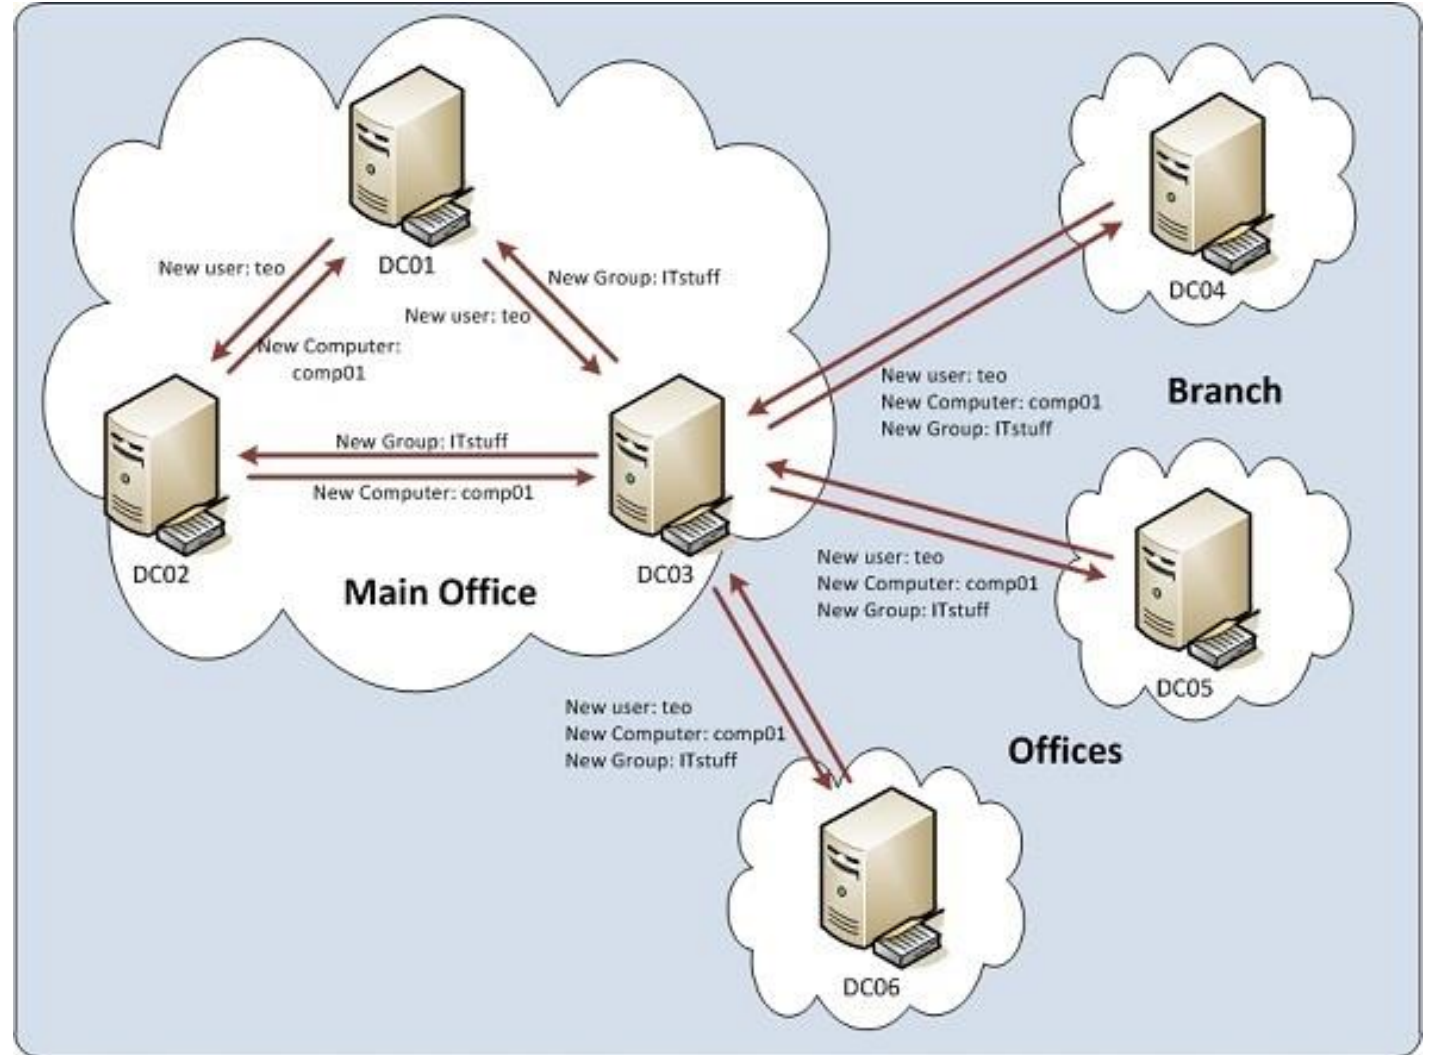 DC01
New user: teo
New Group: ITstuff
New user: teo
New Computer:
comp01
New Group: ITstuff
New Computer: comp01
DC02
DC03
Main Office
DC04
New user: teo
New Computer: comp01
New Group: ITstuff
Branch
New user: teo
New Computer: comp01
New Group: ITstuff
DC05
Offices
New user: teo
New Computer: comp01
New Group: ITstuff
DC06